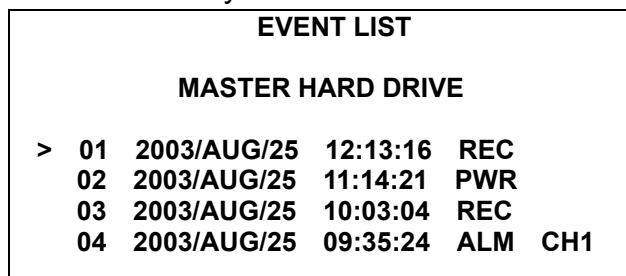 EVENT LIST
MASTER HARD DRIVE
> 01 2003/AUG/25 12:13:16 REC
02 2003/AUG/25 11:14:21 PWR
03 2003/AUG/25 10:03:04 REC
04 2003/AUG/25 09:35:24 ALM CH1